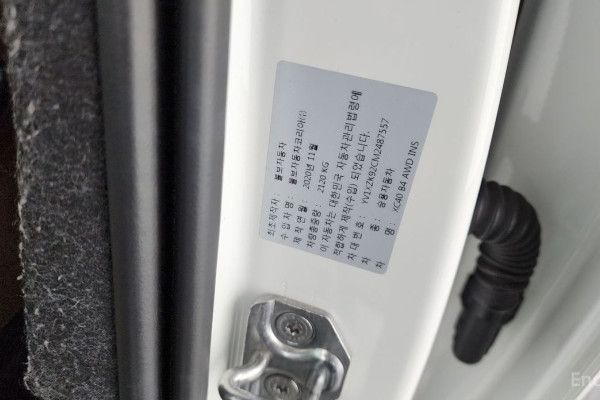 최초제작자 : 볼보자동차
수입자명 : 볼보자동차코리아(주)
제작연월 : 2020년 11월
차량총중량 : 2120 KG
이 자동차는 대한민국 자동차관리법령에
적합하게 제작(수입) 되었습니다.
차대번호 : YV1XZK92CM2487557
차종 : 승용자동차
차명 : XC40 B4 AWD INS
Enc